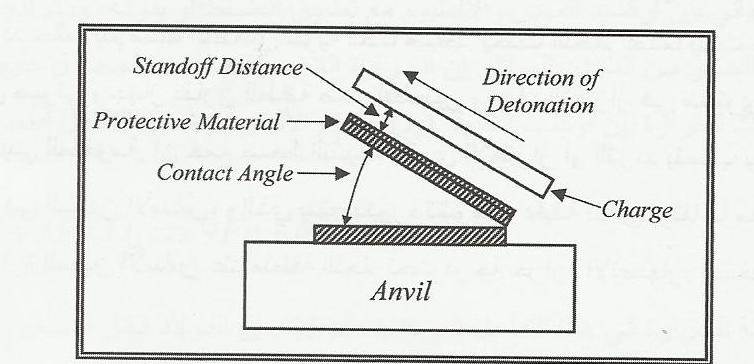 Standoff Distance
Direction of
Detonation
Protective Material
Contact Angle
Charge
Anvil